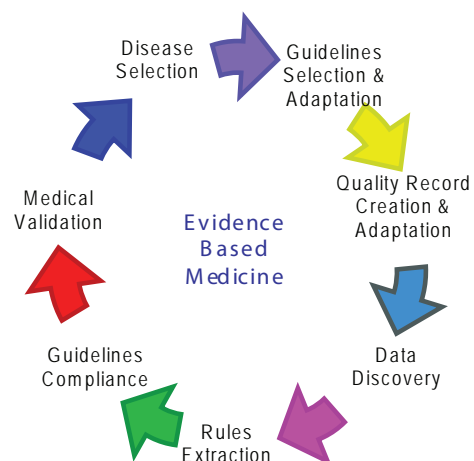 Disease
Selection
Guidelines
Selection &
Adaptation
Quality Record
Creation &
Adaptation
Data
Discovery
Rules
Extraction
Guidelines
Compliance
Medical
Validation
Evidence
Based
Medicine